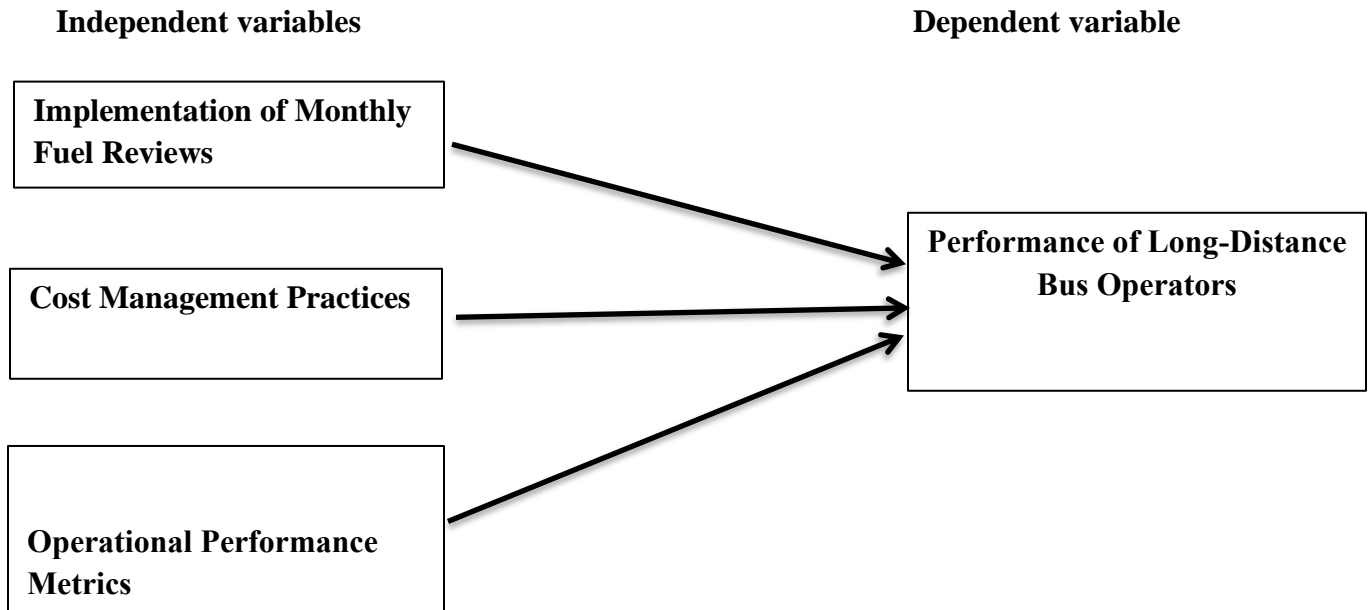 Independent variables
Dependent variable
Implementation of Monthly
Fuel Reviews
Cost Management Practices
Operational Performance
Metrics
Performance of Long-Distance
Bus Operators